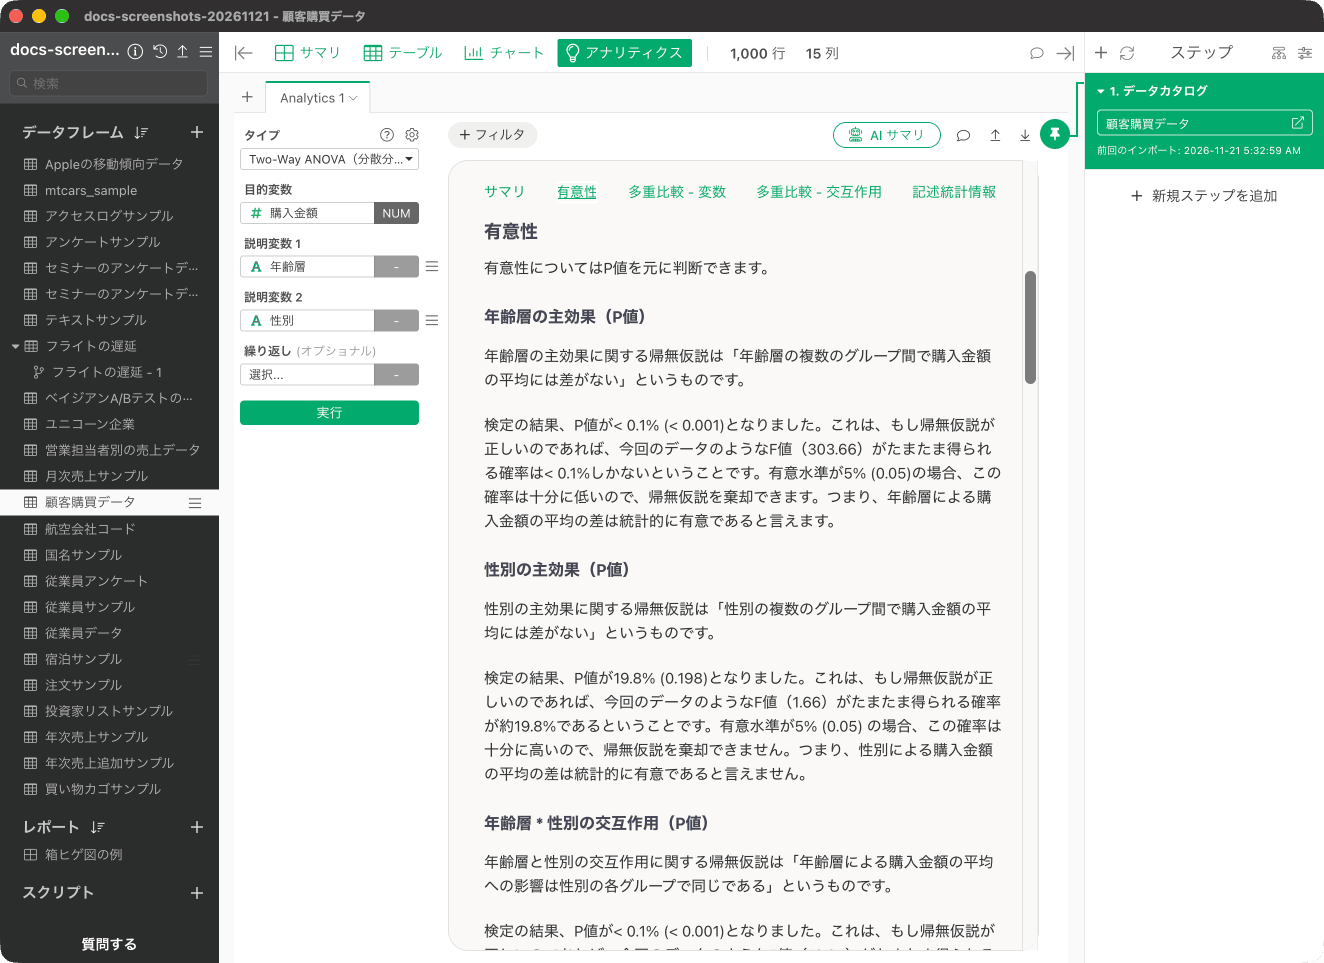 docs-screenshots-20261121 - 顧客購買データ
docs-screen...
検索
データフレーム
Appleの移動傾向データ
mtcars_sample
アクセスログサンプル
アンケートサンプル
セミナーのアンケートデ...
セミナーのアンケートデ...
テキストサンプル
フライトの遅延
フライトの遅延 - 1
ベイジアンA/Bテストの...
ユニコーン企業
営業担当者別の売上データ
月次売上サンプル
顧客購買データ
航空会社コード
国名サンプル
従業員アンケート
従業員サンプル
従業員データ
宿泊サンプル
注文サンプル
投資家リストサンプル
年次売上サンプル
年次売上追加サンプル
買い物カゴサンプル
レポート
箱ヒゲ図の例
スクリプト
質問する
サマリ
テーブル
チャート
アナリティクス
1,000 行
15 列
Analytics 1
タイプ
Two-Way ANOVA（分散分...
目的変数
# 購入金額 NUM
説明変数 1
A 年齢層 -
説明変数 2
A 性別 -
繰り返し (オプショナル)
選択... -
実行
+ フィルタ
AI サマリ
サマリ 有意性 多重比較 - 変数 多重比較 - 交互作用 記述統計情報
有意性
有意性についてはP値を元に判断できます。
年齢層の主効果（P値）
年齢層の主効果に関する帰無仮説は「年齢層の複数のグループ間で購入金額
の平均には差がない」というものです。
検定の結果、P値が< 0.1% (< 0.001)となりました。これは、もし帰無仮説が
正しいのであれば、今回のデータのようなF値（303.66）がたまたま得られ
る確率は< 0.1%しかないということです。有意水準が5% (0.05)の場合、この
確率は十分に低いので、帰無仮説を棄却できます。つまり、年齢層による購
入金額の平均の差は統計的に有意であると言えます。
性別の主効果（P値）
性別の主効果に関する帰無仮説は「性別の複数のグループ間で購入金額の平
均には差がない」というものです。
検定の結果、P値が19.8% (0.198)となりました。これは、もし帰無仮説が正
しいのであれば、今回のデータのようなF値（1.66）がたまたま得られる確率
が約19.8%であるということです。有意水準が5% (0.05) の場合、この確率は
十分に高いので、帰無仮説を棄却できません。つまり、性別による購入金額
の平均の差は統計的に有意であると言えません。
年齢層 * 性別の交互作用（P値）
年齢層と性別の交互作用に関する帰無仮説は「年齢層による購入金額の平均
への影響は性別の各グループで同じである」というものです。
検定の結果、P値が< 0.1% (< 0.001)となりました。これは、もし帰無仮説が
ステップ
1. データカタログ
顧客購買データ
前回のインポート: 2026-11-21 5:32:59 AM
+ 新規ステップを追加